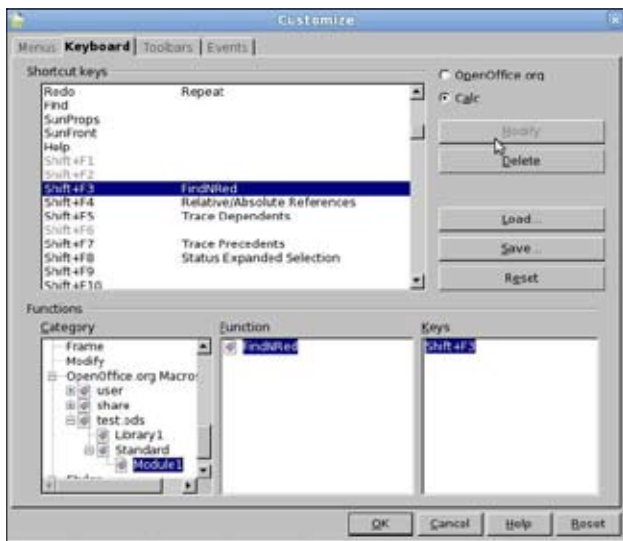 Customize
Menus Keyboard Toolbars Events
Shortcut keys
Redo Repeat
Find
SunProps
SunFront
Help
Shift+F1
Shift+F2
Shift+F3 FindNRed
Shift+F4 Relative/Absolute References
Shift+F5 Trace Dependents
Shift+F6
Shift+F7 Trace Precedents
Shift+F8 Status Expanded Selection
Shift+F9
Shift+F10
OpenOffice.org
Calc
Modify
Delete
Load...
Save...
Reset
Functions
Category
Frame
Modify
OpenOffice.org Macro
user
share
test.ods
Library1
Standard
Module1
Function
FindNRed
Keys
Shift+F3
OK Cancel Help Reset